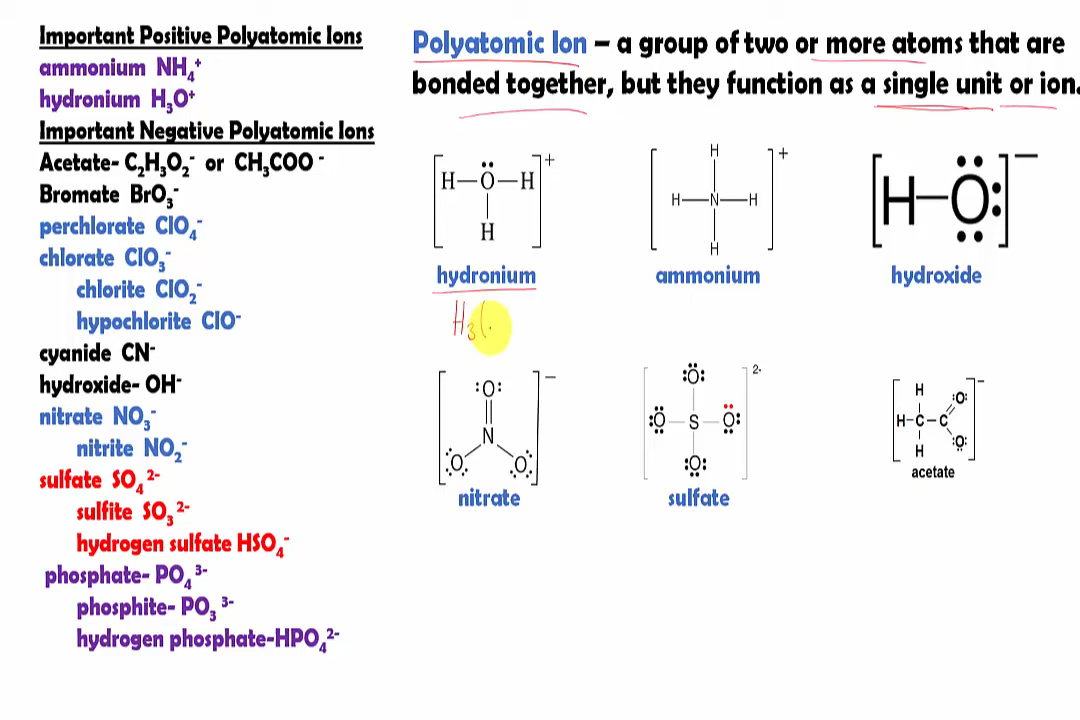 Important Positive Polyatomic Ions
ammonium NH₄⁺
hydronium H₃O⁺
Important Negative Polyatomic Ions
Acetate- C₂H₃O₂⁻ or CH₃COO ⁻
Bromate BrO₃⁻
perchlorate ClO₄⁻
chlorate ClO₃⁻
chlorite ClO₂⁻
hypochlorite ClO⁻
cyanide CN⁻
hydroxide- OH⁻
nitrate NO₃⁻
nitrite NO₂⁻
sulfate SO₄²⁻
sulfite SO₃²⁻
hydrogen sulfate HSO₄⁻
phosphate- PO₄³⁻
phosphite- PO₃³⁻
hydrogen phosphate-HPO₄²⁻
Polyatomic Ion – a group of two or more atoms that are
bonded together, but they function as a single unit or ion.
[H—Ö—H
H]⁺
hydronium
H₃(
H
[H—N—H
H]⁺
ammonium
[H—O]⁻
hydroxide
O
N
O O
⁻
nitrate
O
O S O
O
2-
sulfate
H O
H-C-C
H O
⁻
acetate